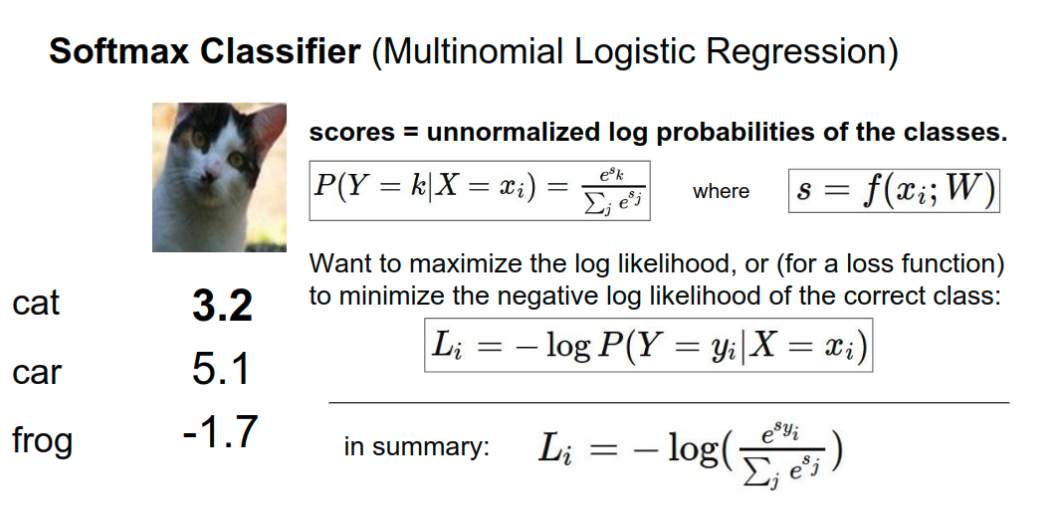 Softmax Classifier (Multinomial Logistic Regression)
scores = unnormalized log probabilities of the classes.
P(Y = k|X = x_i) = \frac{e^{s_k}}{\sum_j e^{s_j}} where s = f(x_i; W)
Want to maximize the log likelihood, or (for a loss function)
to minimize the negative log likelihood of the correct class:
cat 3.2
L_i = − log P(Y = y_i|X = x_i)
car 5.1
frog -1.7
in summary: L_i = − log(\frac{e^{s_{y_i}}}{\sum_j e^{s_j}})